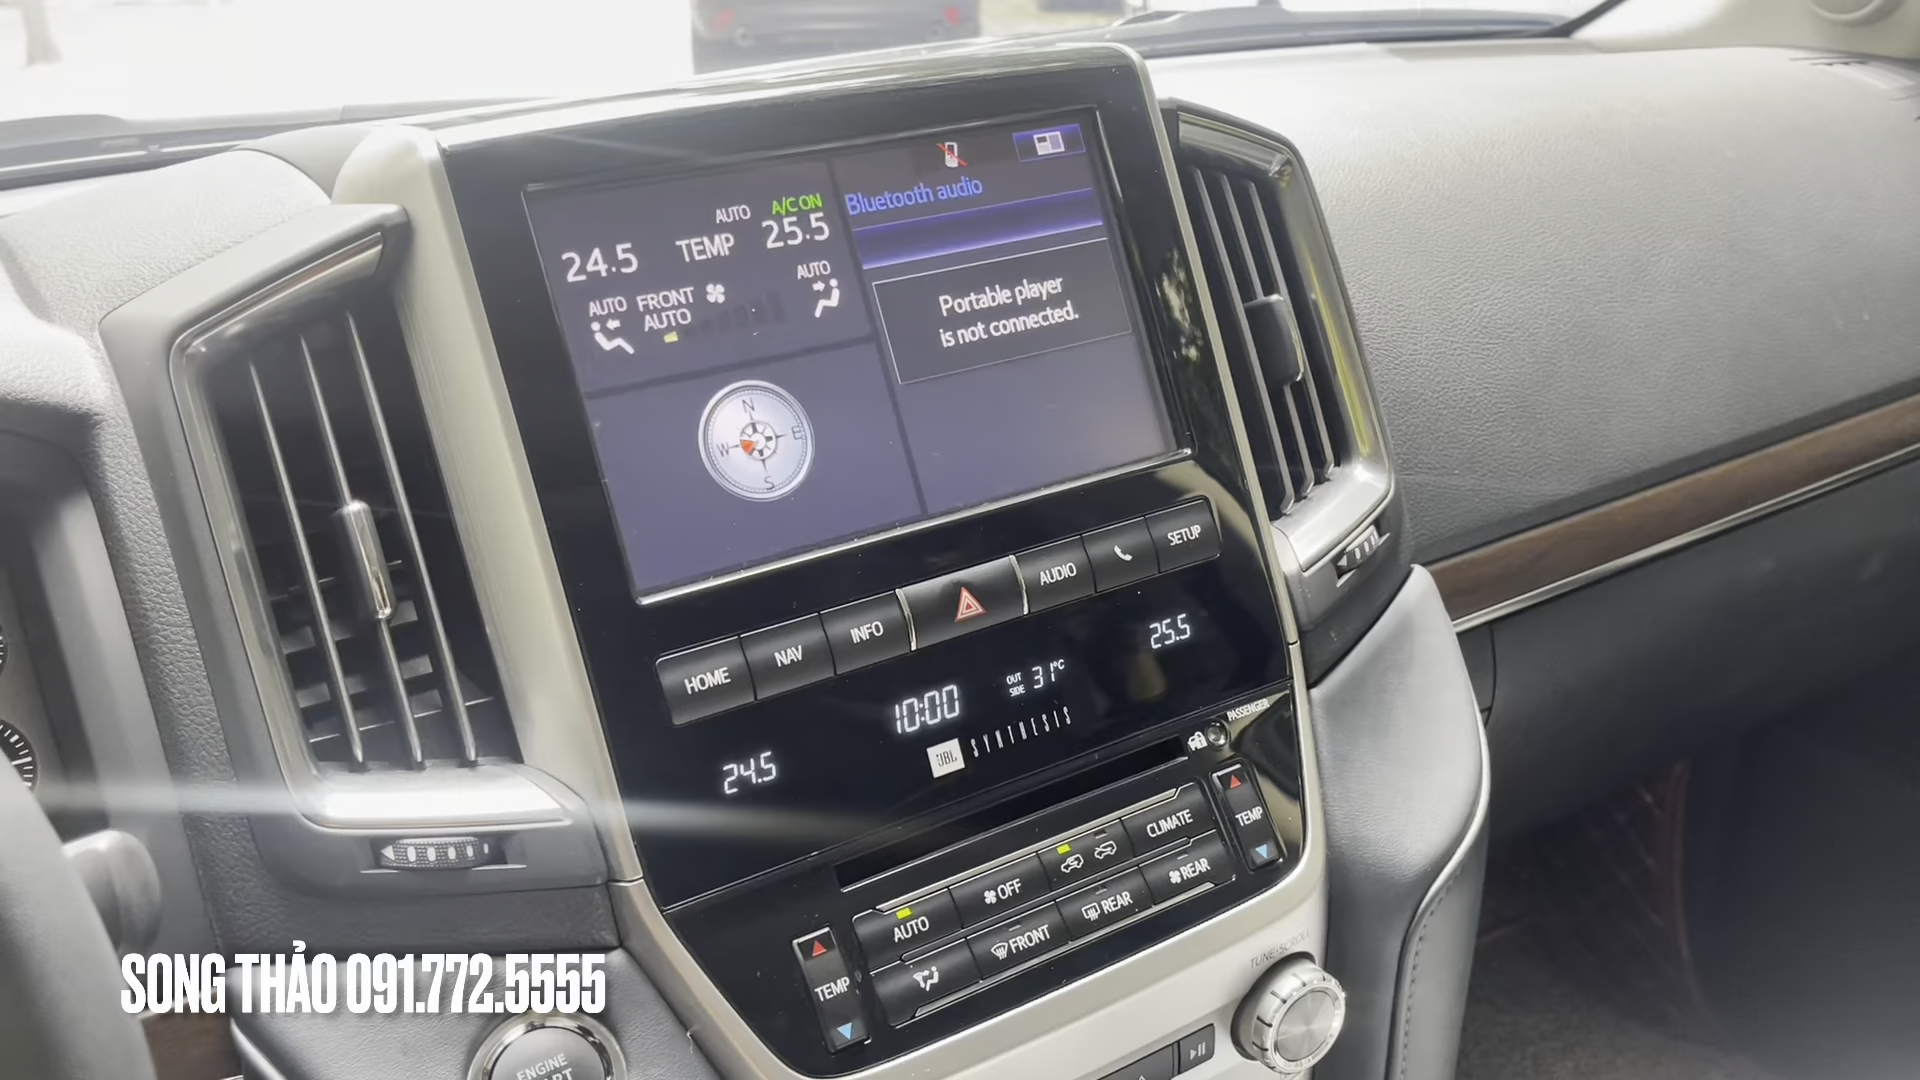 AUTO A/C ON
24.5 TEMP 25.5
AUTO FRONT AUTO
AUTO
Bluetooth audio
Portable player
is not connected.
N
W E
S
HOME NAV INFO AUDIO SETUP
24.5 10:00 OUT SIDE 31°C 25.5
JBL SYNTHESIS
PASSENGER
AUTO OFF CLIMATE
FRONT REAR REAR
TEMP
TEMP
TUNE•SCROLL
SONG THẢO 091.772.5555
ENGINE